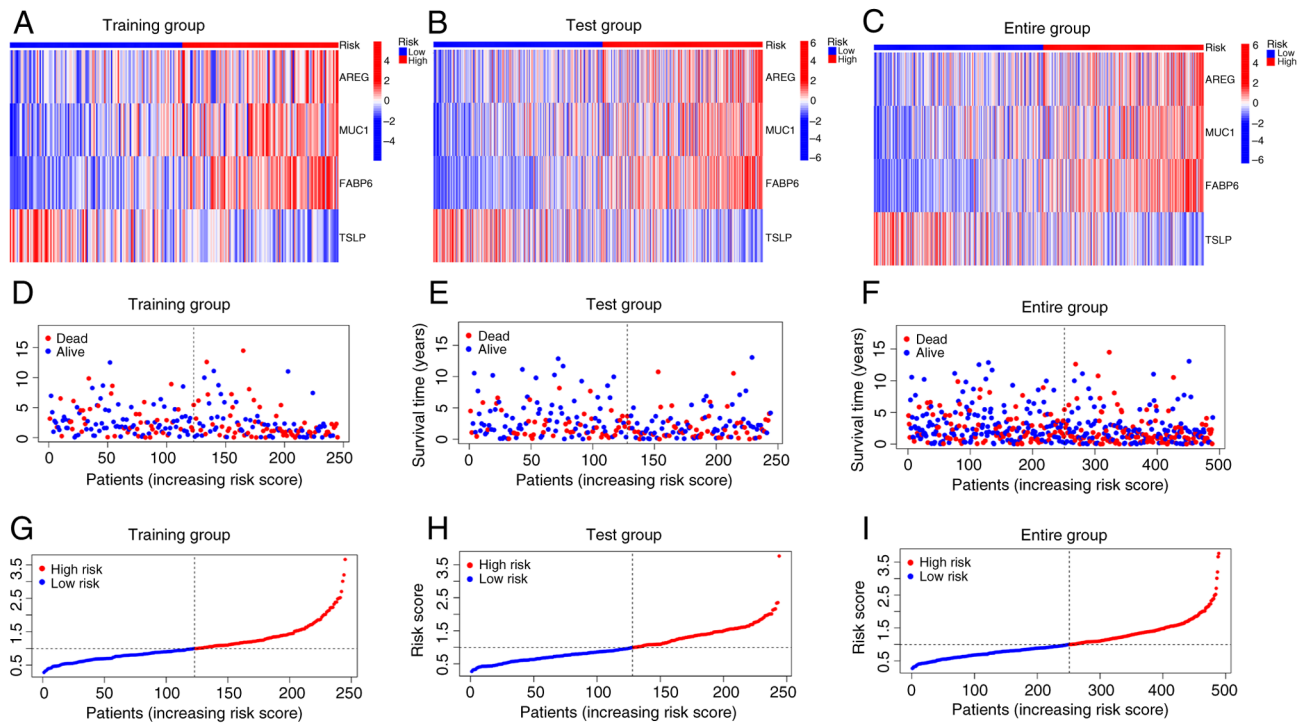 A
Training group
Risk
AREG
MUC1
FABP6
TSLP
4
2
0
−2
−4
Risk
Low
High
B
Test group
Risk
AREG
MUC1
FABP6
TSLP
6
4
2
0
−2
−4
−6
Risk
Low
High
C
Entire group
Risk
AREG
MUC1
FABP6
TSLP
6
4
2
0
−2
−4
−6
Risk
Low
High
D
Training group
Dead
Alive
15
10
5
0
0 50 100 150 200 250
Patients (increasing risk score)
E
Test group
Survival time (years)
Dead
Alive
15
10
5
0
0 50 100 150 200 250
Patients (increasing risk score)
F
Entire group
Survival time (years)
Dead
Alive
15
10
5
0
0 100 200 300 400 500
Patients (increasing risk score)
G
Training group
High risk
Low risk
3.5
2.5
1.5
0.5
0 50 100 150 200 250
Patients (increasing risk score)
H
Test group
Risk score
High risk
Low risk
3.5
2.5
1.5
0.5
0 50 100 150 200 250
Patients (increasing risk score)
I
Entire group
Risk score
High risk
Low risk
3.5
2.5
1.5
0.5
0 100 200 300 400 500
Patients (increasing risk score)